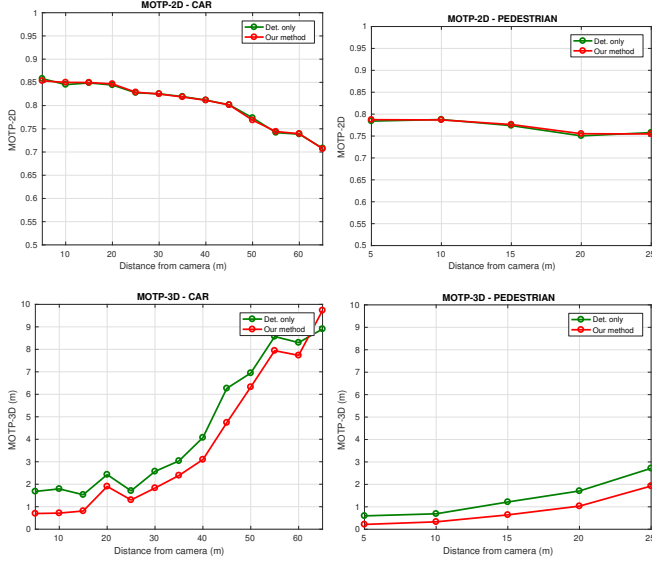 MOTP-2D - CAR
1
0.95
0.9
0.85
0.8
0.75
0.7
0.65
0.6
0.55
0.5
MOTP-2D
Det. only
Our method
10 20 30 40 50 60
Distance from camera (m)
MOTP-2D - PEDESTRIAN
1
0.95
0.9
0.85
0.8
0.75
0.7
0.65
0.6
0.55
0.5
MOTP-2D
Det. only
Our method
5 10 15 20 25
Distance from camera (m)
MOTP-3D - CAR
10
9
8
7
6
5
4
3
2
1
0
MOTP-3D (m)
Det. only
Our method
10 20 30 40 50 60
Distance from camera (m)
MOTP-3D - PEDESTRIAN
10
9
8
7
6
5
4
3
2
1
0
MOTP-3D (m)
Det. only
Our method
5 10 15 20 25
Distance from camera (m)